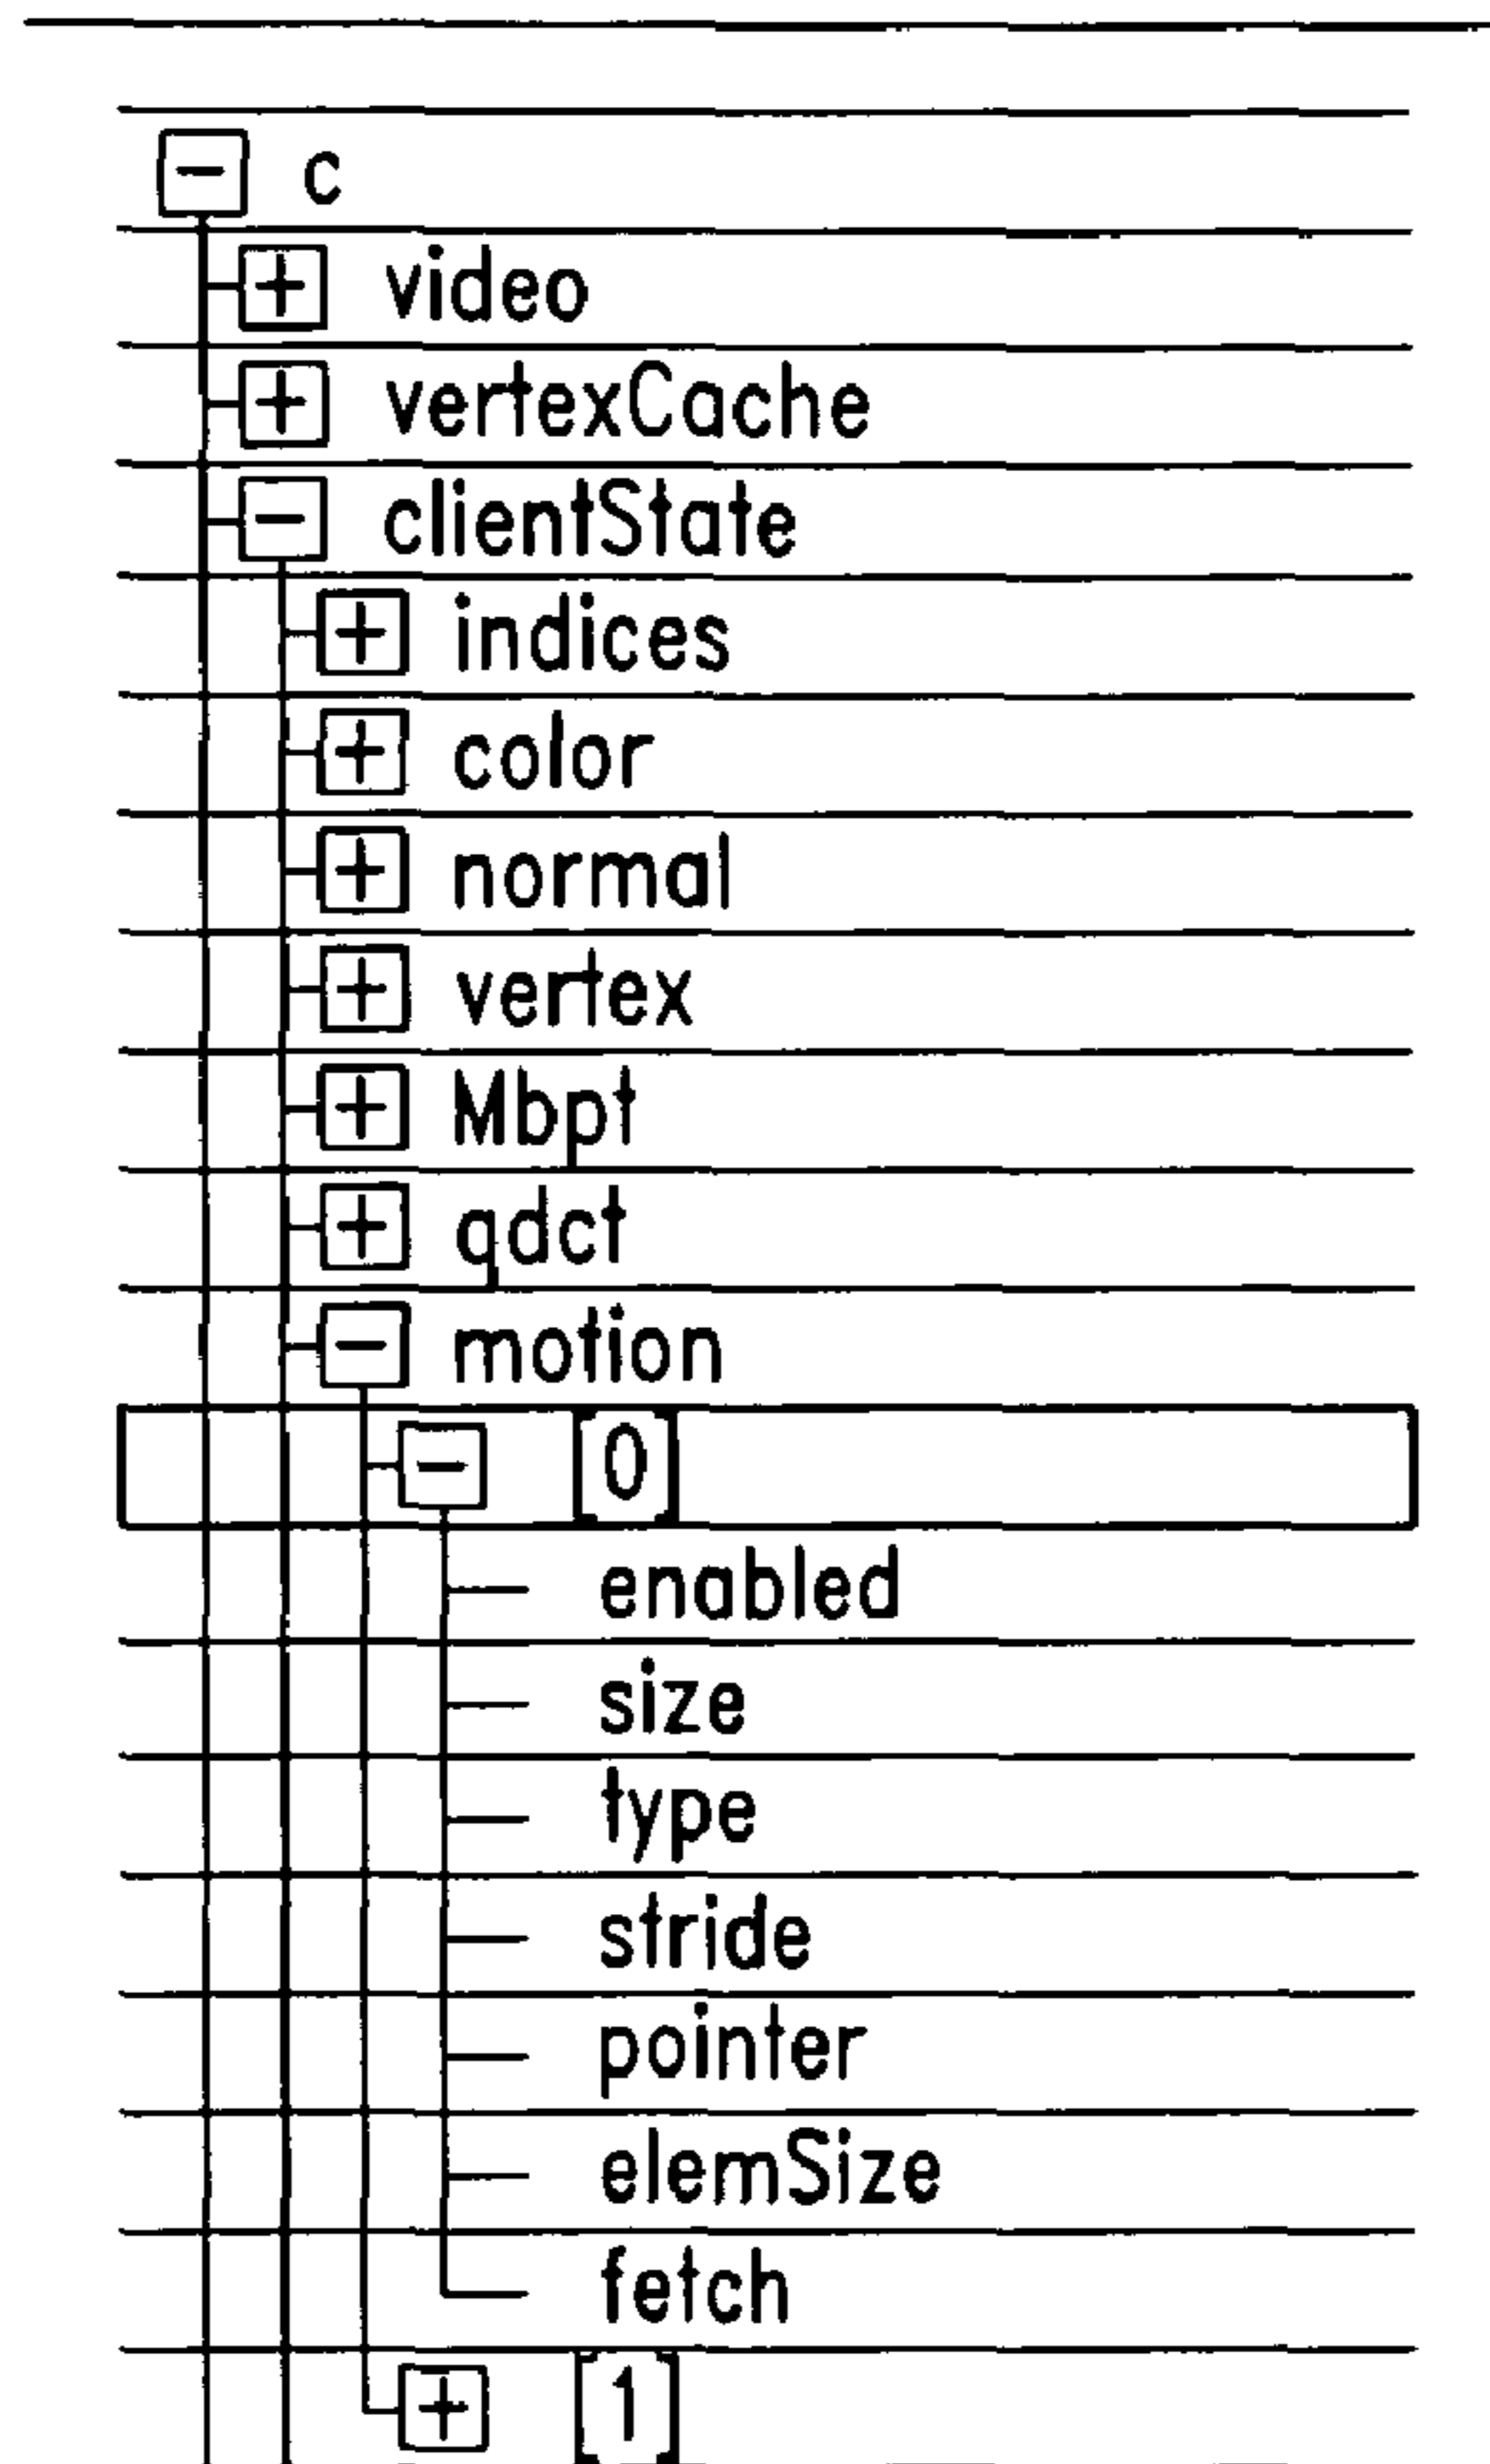 c
video
vertexCache
clientState
indices
color
normal
vertex
Mbpt
qdct
motion
[0]
enabled
size
type
stride
pointer
elemSize
fetch
[1]